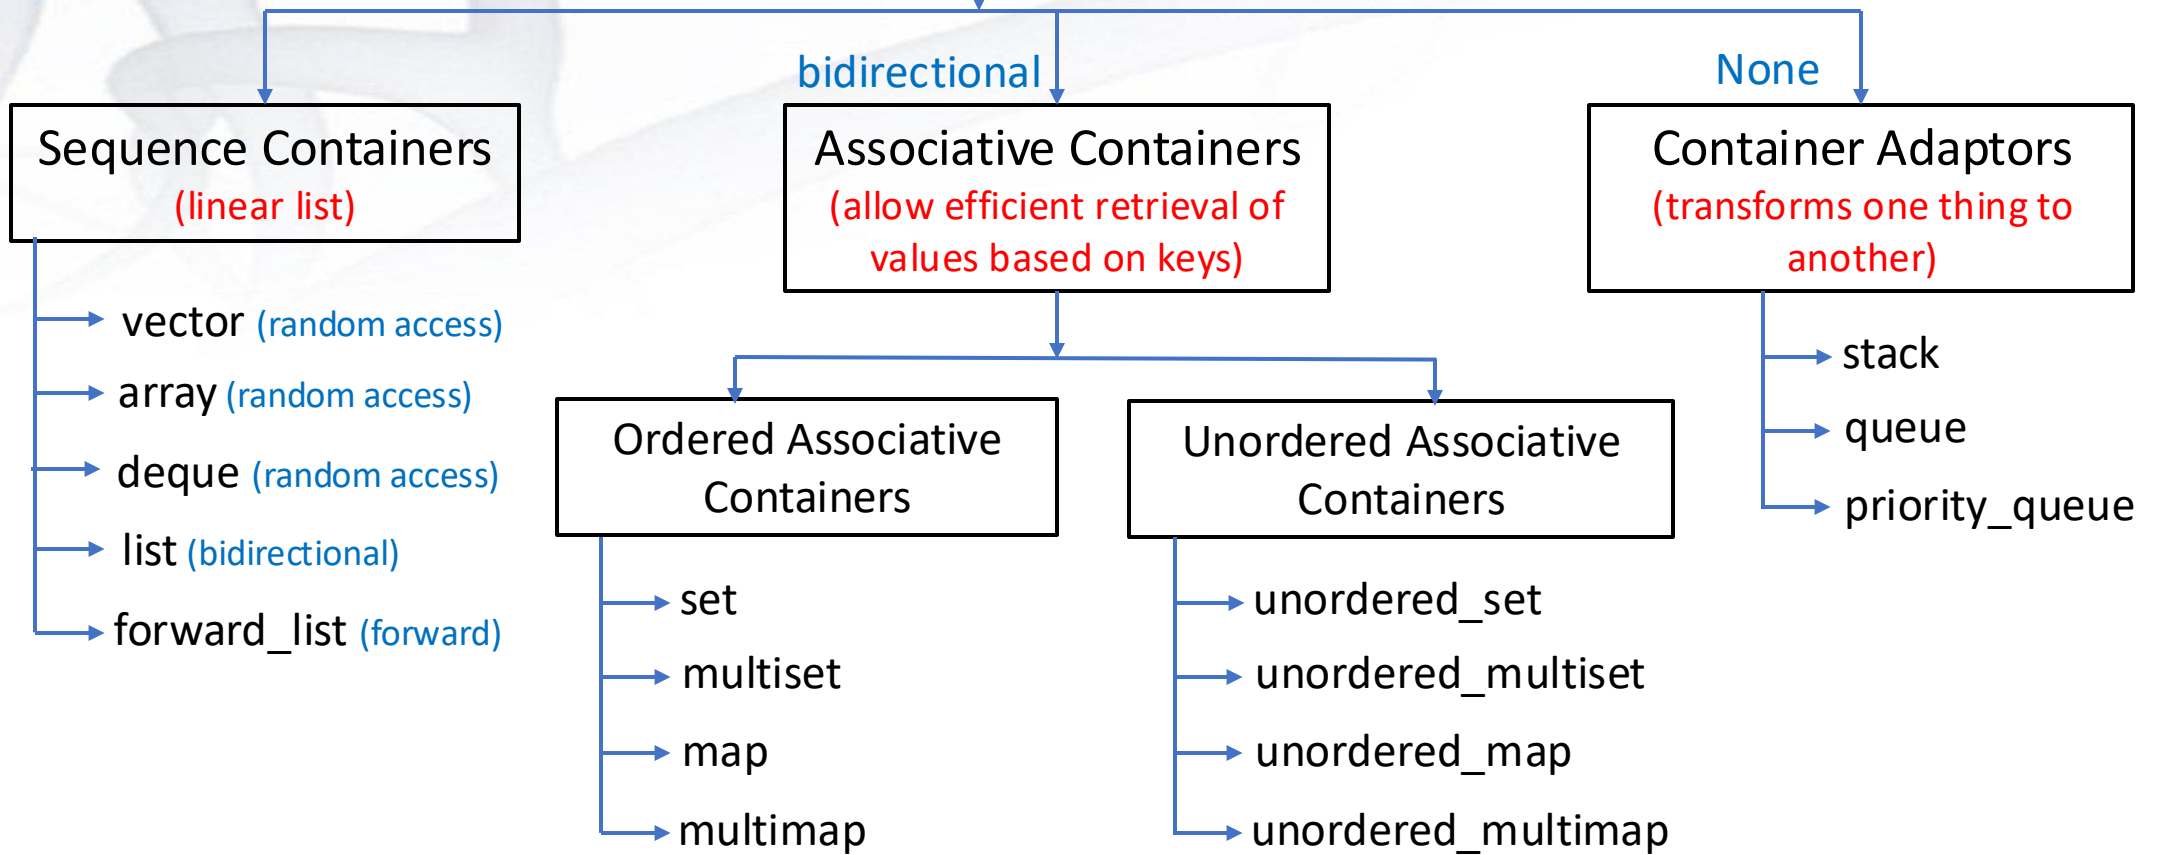 bidirectional
None
Sequence Containers
(linear list)
Associative Containers
(allow efficient retrieval of
values based on keys)
Container Adaptors
(transforms one thing to
another)
vector (random access)
array (random access)
deque (random access)
list (bidirectional)
forward_list (forward)
Ordered Associative
Containers
set
multiset
map
multimap
Unordered Associative
Containers
unordered_set
unordered_multiset
unordered_map
unordered_multimap
stack
queue
priority_queue